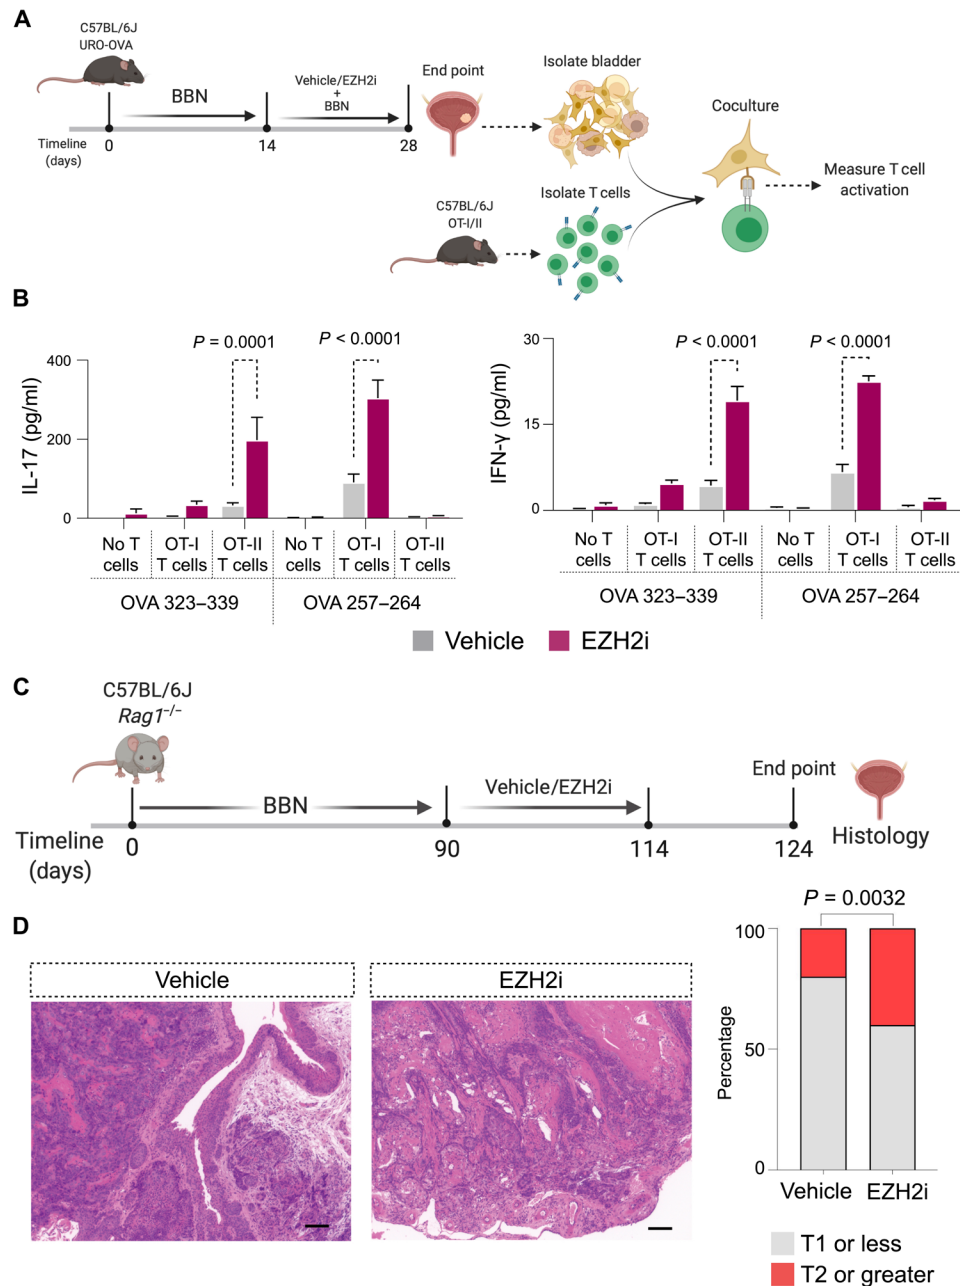 A
C57BL/6J
URO-OVA
BBN
Vehicle/EZH2i
+
BBN
End point
Isolate bladder
Coculture
Timeline
(days)
0
14
28
Measure T cell
activation
C57BL/6J
OT-I/II
Isolate T cells
B
P = 0.0001
P < 0.0001
400
200
0
IL-17 (pg/ml)
No T
cells
OT-I
T cells
OT-II
T cells
No T
cells
OT-I
T cells
OT-II
T cells
OVA 323–339
OVA 257–264
P < 0.0001
P < 0.0001
30
15
0
IFN-γ (pg/ml)
No T
cells
OT-I
T cells
OT-II
T cells
No T
cells
OT-I
T cells
OT-II
T cells
OVA 323–339
OVA 257–264
Vehicle
EZH2i
C
C57BL/6J
Rag1−/−
BBN
Vehicle/EZH2i
End point
Timeline
(days)
0
90
114
124
Histology
D
Vehicle
EZH2i
P = 0.0032
100
50
0
Percentage
Vehicle
EZH2i
T1 or less
T2 or greater